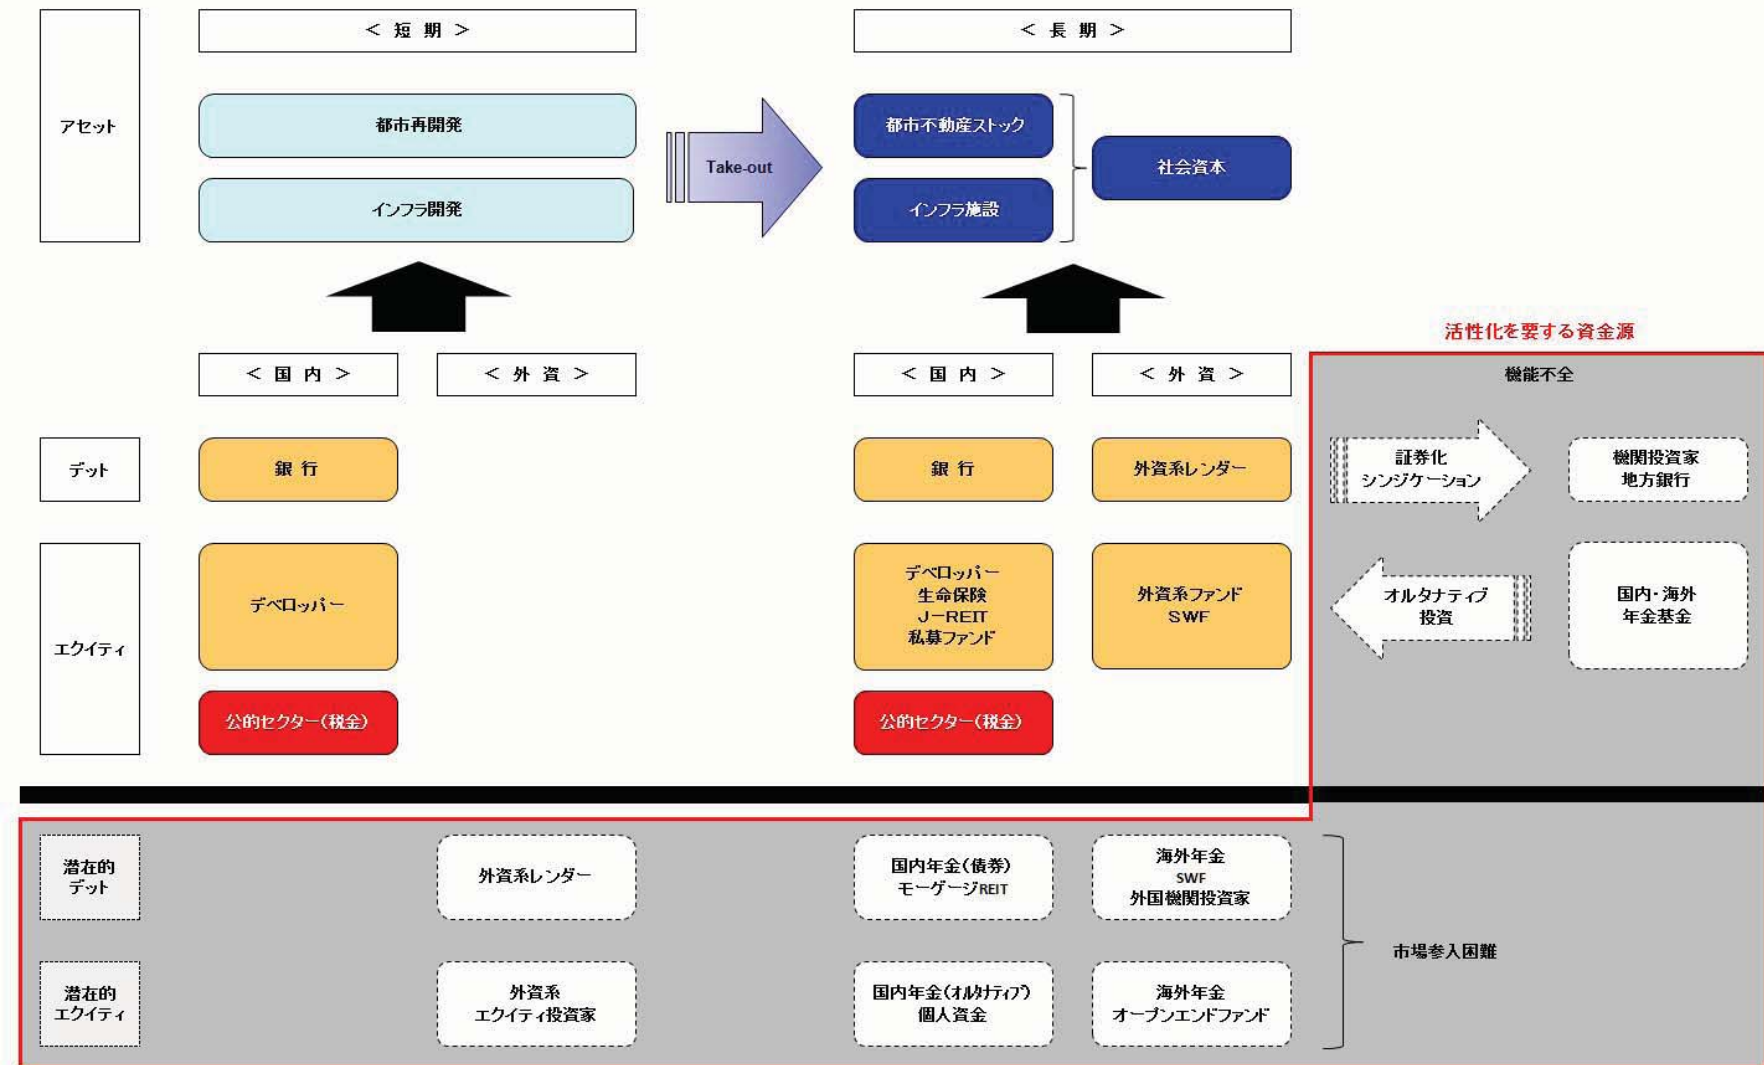 アセット
＜ 短 期 ＞
＜ 長 期 ＞
都市再開発
インフラ開発
Take-out
都市不動産ストック
インフラ施設
社会資本
活性化を要する資金源
＜ 国 内 ＞
＜ 外 資 ＞
＜ 国 内 ＞
＜ 外 資 ＞
機能不全
デット
銀 行
銀 行
外資系レンダー
証券化
シンジケーション
機関投資家
地方銀行
エクイティ
デベロッパー
デベロッパー
生命保険
J－REIT
私募ファンド
外資系ファンド
SWF
オルタナティブ
投資
国内・海外
年金基金
公的セクター(税金)
公的セクター(税金)
潜在的
デット
外資系レンダー
国内年金(債券)
モーゲージREIT
海外年金
SWF
外国機関投資家
市場参入困難
潜在的
エクイティ
外資系
エクイティ投資家
国内年金(オルタナティブ)
個人資金
海外年金
オープンエンドファンド